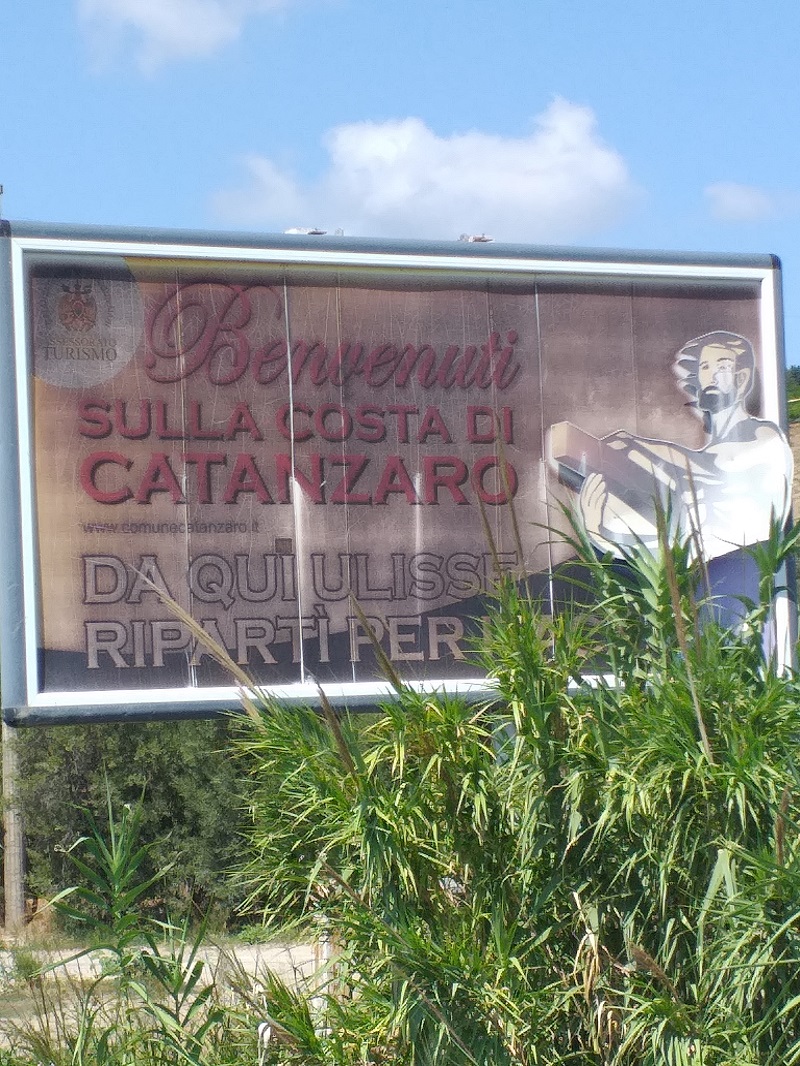 ASSESSORATO
TURISMO
Benvenuti
SULLA COSTA DI
CATANZARO
www.comunecatanzaro.it
DA QUI ULISSE
RIPARTÌ PER